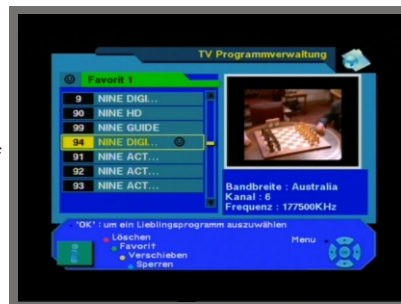 TV Programmverwaltung
Favorit 1
9 NINE DIGI...
90 NINE HD
99 NINE GUIDE
94 NINE DIGI...
91 NINE ACT...
92 NINE ACT...
93 NINE ACT...
Bandbreite : Australia
Kanal : 6
Frequenz : 177500KHz
'OK' : um ein Lieblingsprogramm auszuwählen
Löschen
Favorit
Verschieben
Sperren
Menu